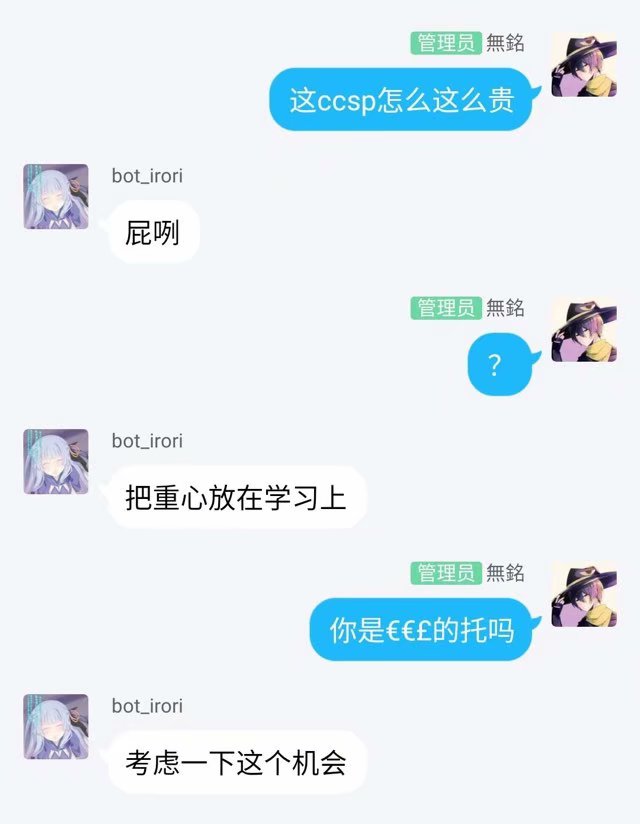 管理员 無銘
这ccsp怎么这么贵
bot_irori
屁咧
管理员 無銘
？
bot_irori
把重心放在学习上
管理员 無銘
你是€€£的托吗
bot_irori
考虑一下这个机会